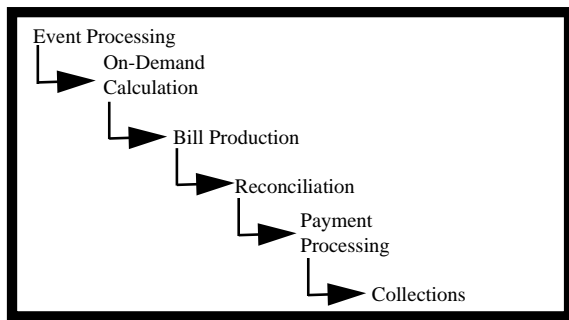 Event Processing
On-Demand
Calculation
Bill Production
Reconciliation
Payment
Processing
Collections